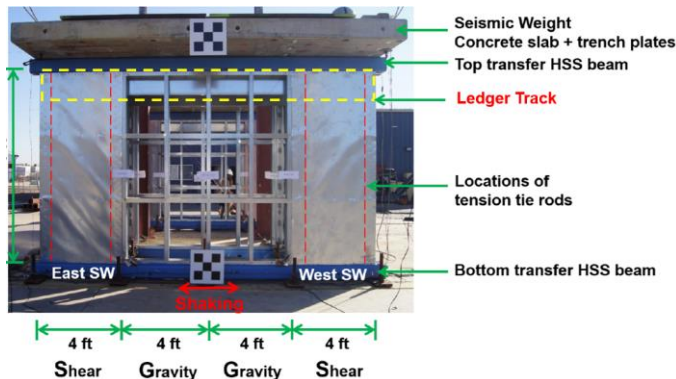 Seismic Weight
Concrete slab + trench plates
Top transfer HSS beam
Ledger Track
Locations of
tension tie rods
East SW
West SW
Bottom transfer HSS beam
Shaking
4 ft
4 ft
4 ft
4 ft
Shear
Gravity
Gravity
Shear